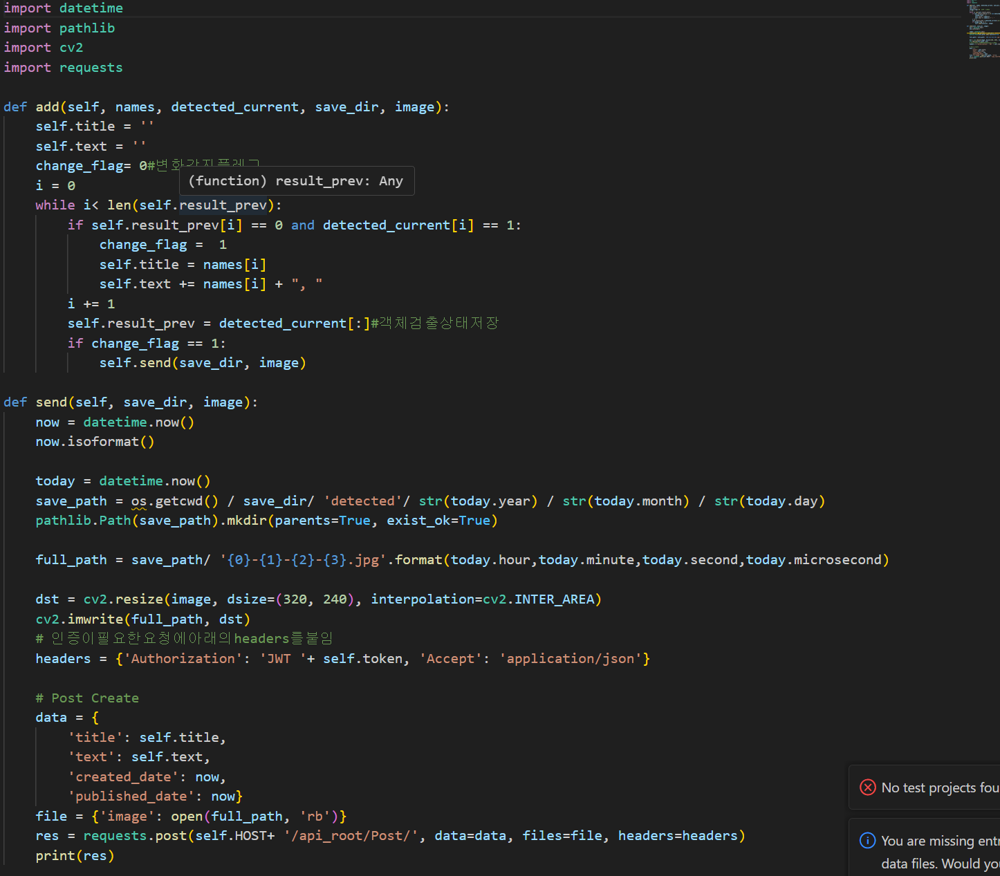 import datetime
import pathlib
import cv2
import requests
def add(self, names, detected_current, save_dir, image):
    self.title = ''
    self.text = ''
    change_flag= 0#변화감지플레그
(function) result_prev: Any
    i = 0
    while i< len(self.result_prev):
        if self.result_prev[i] == 0 and detected_current[i] == 1:
            change_flag =  1
            self.title = names[i]
            self.text += names[i] + ", "
        i += 1
        self.result_prev = detected_current[:]#객체검출상태저장
        if change_flag == 1:
            self.send(save_dir, image)
def send(self, save_dir, image):
    now = datetime.now()
    now.isoformat()
    today = datetime.now()
    save_path = os.getcwd() / save_dir/ 'detected'/ str(today.year) / str(today.month) / str(today.day)
    pathlib.Path(save_path).mkdir(parents=True, exist_ok=True)
    full_path = save_path/ '{0}-{1}-{2}-{3}.jpg'.format(today.hour,today.minute,today.second,today.microsecond)
    dst = cv2.resize(image, dsize=(320, 240), interpolation=cv2.INTER_AREA)
    cv2.imwrite(full_path, dst)
    # 인증이필요한요청에아래의headers를붙임
    headers = {'Authorization': 'JWT '+ self.token, 'Accept': 'application/json'}
    # Post Create
    data = {
        'title': self.title,
        'text': self.text,
        'created_date': now,
        'published_date': now}
    file = {'image': open(full_path, 'rb')}
    res = requests.post(self.HOST+ '/api_root/Post/', data=data, files=file, headers=headers)
    print(res)
No test projects fou
You are missing entr
data files. Would you